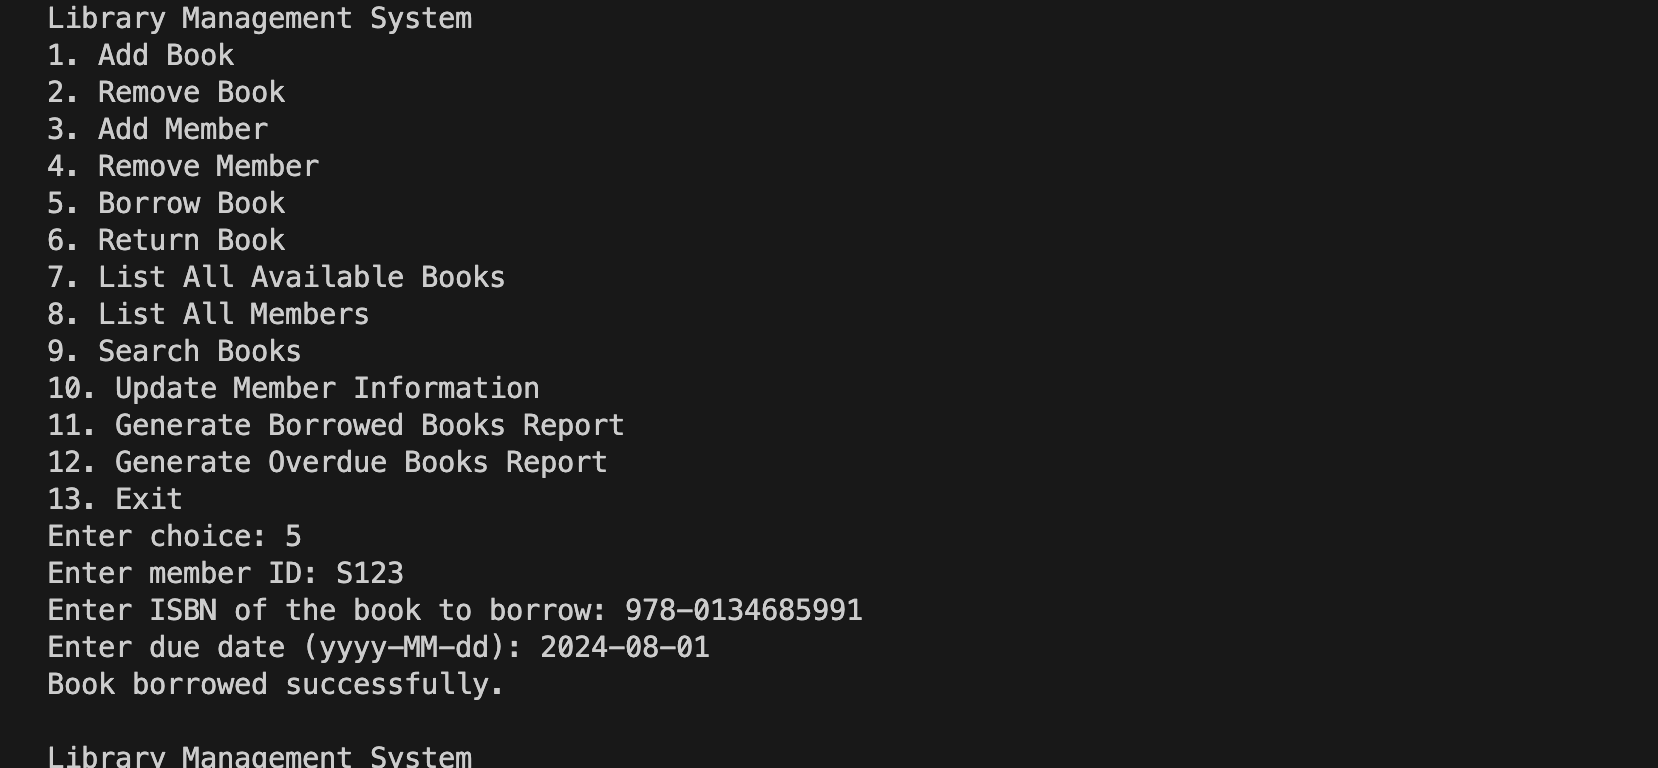 Library Management System
1. Add Book
2. Remove Book
3. Add Member
4. Remove Member
5. Borrow Book
6. Return Book
7. List All Available Books
8. List All Members
9. Search Books
10. Update Member Information
11. Generate Borrowed Books Report
12. Generate Overdue Books Report
13. Exit
Enter choice: 5
Enter member ID: S123
Enter ISBN of the book to borrow: 978-0134685991
Enter due date (yyyy-MM-dd): 2024-08-01
Book borrowed successfully.
Library Management System